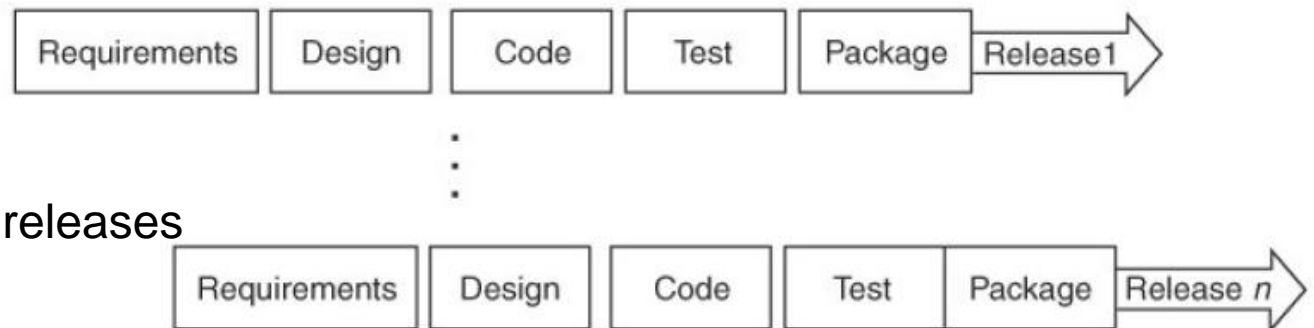 Requirements Design Code Test Package Release1
releases
Requirements Design Code Test Package Release n